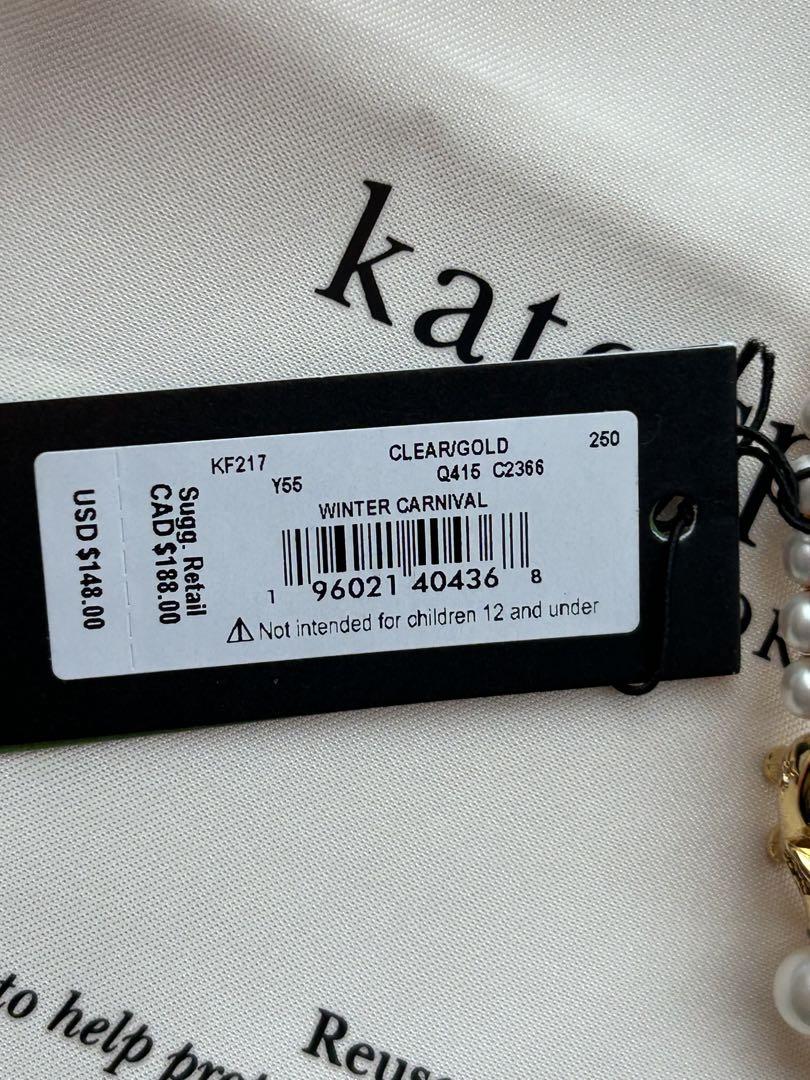 kate
KF217 CLEAR/GOLD 250
Y55 Q415 C2366
WINTER CARNIVAL
1 96021 40436 8
Not intended for children 12 and under
Sugg. Retail
CAD $188.00
USD $148.00
to help